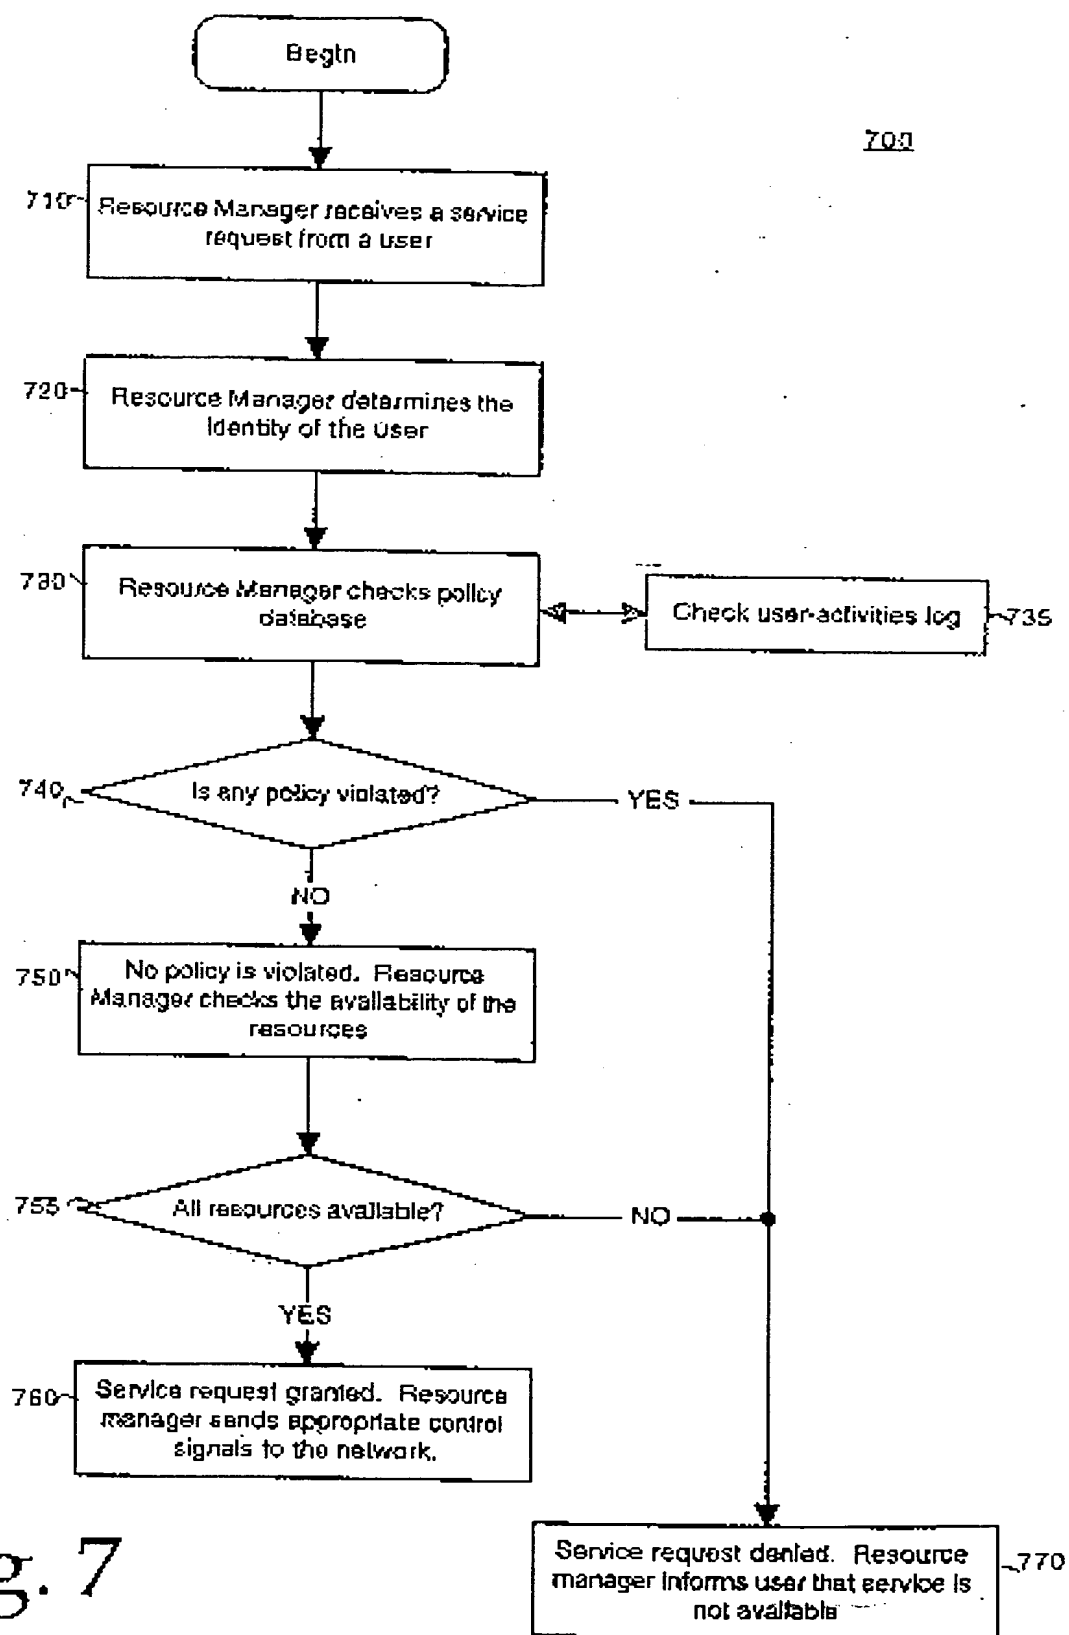 Begin
700
710
Resource Manager receives a service
request from a user
720
Resource Manager determines the
Identity of the User
730
Resource Manager checks policy
database
Check user-activities log
735
740
Is any policy violated?
YES
NO
750
No policy is violated. Resource
Manager checks the availability of the
resources
755
All resources available?
NO
YES
760
Service request granted. Resource
manager sends appropriate control
signals to the network.
g. 7
Service request denied. Resource
manager informs user that service is
not available
770